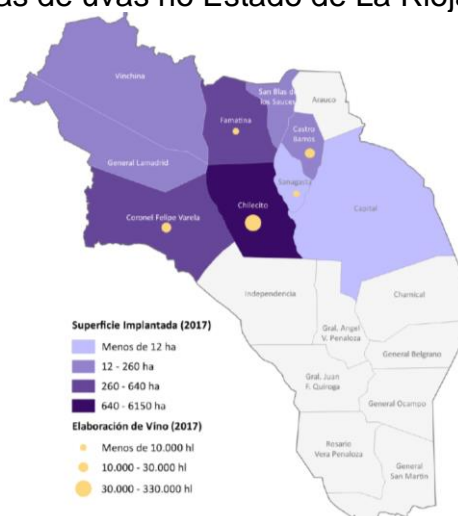 as de uvas no Estado de La Rioja
Vinchina
San Blas de
los Sauces
Arauco
Famatina
Castro
Barros
General Lamadrid
Sanagasta
Capital
Chilecito
Coronel Felipe Varela
Independencia
Chamical
Gral. Angel
V. Penaloza
General Belgrano
Gral. Juan
F. Quiroga
General Ocampo
Rosario
Vera Penaloza
General
San Martin
Superficie Implantada (2017)
Menos de 12 ha
12 - 260 ha
260 - 640 ha
640 - 6150 ha
Elaboración de Vino (2017)
Menos de 10.000 hl
10.000 - 30.000 hl
30.000 - 330.000 hl